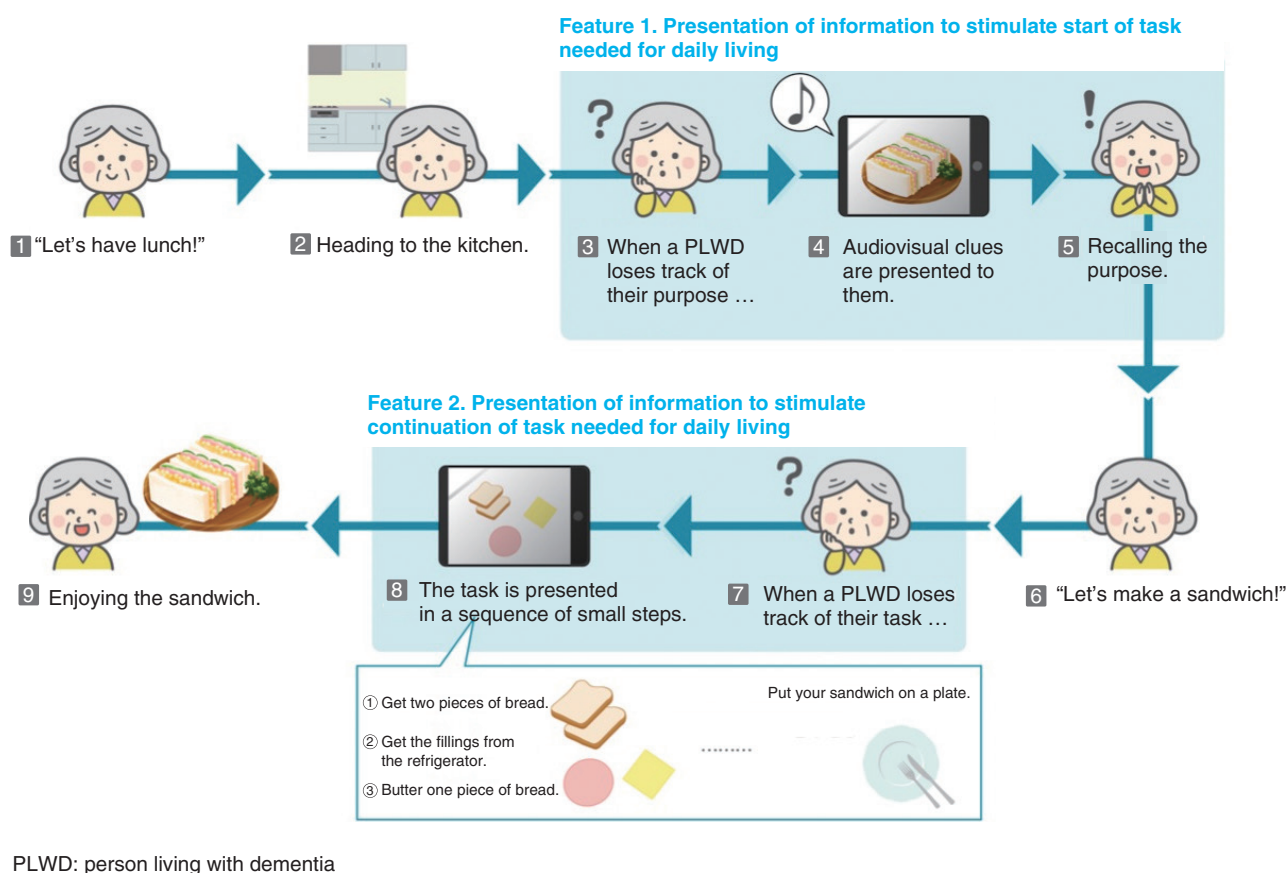 Feature 1. Presentation of information to stimulate start of task
needed for daily living
?
!
1 “Let’s have lunch!”
2 Heading to the kitchen.
3 When a PLWD
loses track of
their purpose …
4 Audiovisual clues
are presented to
them.
5 Recalling the
purpose.
Feature 2. Presentation of information to stimulate
continuation of task needed for daily living
?
6 “Let’s make a sandwich!”
7 When a PLWD loses
track of their task …
8 The task is presented
in a sequence of small steps.
9 Enjoying the sandwich.
① Get two pieces of bread.
② Get the fillings from
the refrigerator.
③ Butter one piece of bread.
………
Put your sandwich on a plate.
PLWD: person living with dementia